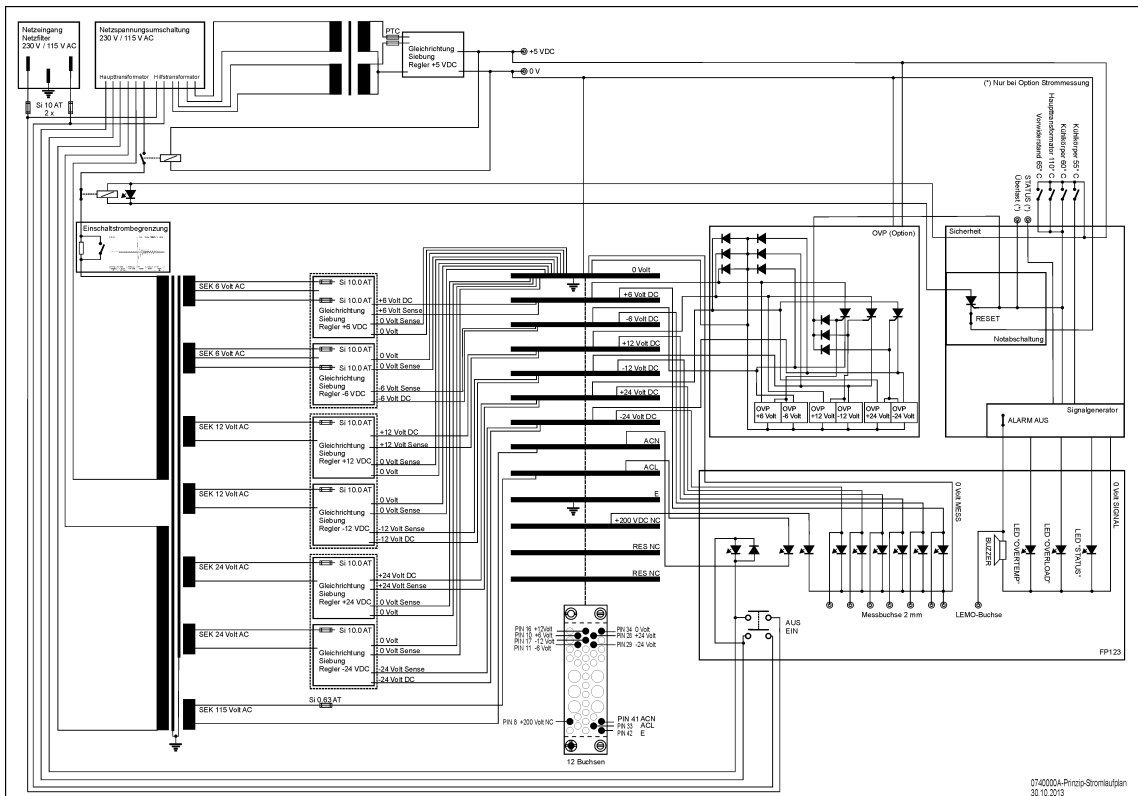 Netzeingang
Netzfilter
230 V / 115 V AC
Netzspannungsumschaltung
230 V / 115 V AC
Haupttransformator
Hilfstransformator
Si 10 AT
2 x
PTC
Gleichrichtung
Siebung
Regler +5 VDC
+5 VDC
0 V
(*) Nur bei Option Strommessung
Kühlkörper 55° C
Kühlkörper 60° C
Haupttransformator 110° C
Vorwiderstand 65° C
STATUS (*)
Überlast (*)
Einschaltstrombegrenzung
OVP (Option)
Sicherheit
RESET
Notabschaltung
Signalgenerator
ALARM AUS
SEK 6 Volt AC
Si 10.0 AT
Si 10.0 AT
Gleichrichtung
Siebung
Regler +6 VDC
+6 Volt DC
+6 Volt Sense
0 Volt Sense
0 Volt
SEK 6 Volt AC
Si 10.0 AT
Si 10.0 AT
Gleichrichtung
Siebung
Regler -6 VDC
0 Volt
0 Volt Sense
-6 Volt Sense
-6 Volt DC
SEK 12 Volt AC
Si 10.0 AT
Gleichrichtung
Siebung
Regler +12 VDC
+12 Volt DC
+12 Volt Sense
0 Volt Sense
0 Volt
SEK 12 Volt AC
Si 10.0 AT
Gleichrichtung
Siebung
Regler -12 VDC
0 Volt
0 Volt Sense
-12 Volt Sense
-12 Volt DC
SEK 24 Volt AC
Si 10.0 AT
Gleichrichtung
Siebung
Regler +24 VDC
+24 Volt DC
+24 Volt Sense
0 Volt Sense
0 Volt
SEK 24 Volt AC
Si 10.0 AT
Gleichrichtung
Siebung
Regler -24 VDC
0 Volt
0 Volt Sense
-24 Volt Sense
-24 Volt DC
SEK 115 Volt AC
Si 0.63 AT
0 Volt
+6 Volt DC
-6 Volt DC
+12 Volt DC
-12 Volt DC
+24 Volt DC
-24 Volt DC
ACN
ACL
E
+200 VDC NC
RES NC
RES NC
OVP
+6 Volt
OVP
-6 Volt
OVP
+12 Volt
OVP
-12 Volt
OVP
+24 Volt
OVP
-24 Volt
0 Volt MESS
0 Volt SIGNAL
BUZZER
LED "OVERTEMP"
LED "OVERLOAD"
LED "STATUS"
Messbuchse 2 mm
LEMO-Buchse
AUS
EIN
FP123
PIN 16 +12Volt
PIN 10 +6 Volt
PIN 17 -12 Volt
PIN 11 -6 Volt
PIN 34 0 Volt
PIN 28 +24 Volt
PIN 29 -24 Volt
PIN 8 +200 Volt NC
PIN 41 ACN
PIN 33 ACL
PIN 42 E
12 Buchsen
0740000A-Prinzip-Stromlaufplan
30.10.2013